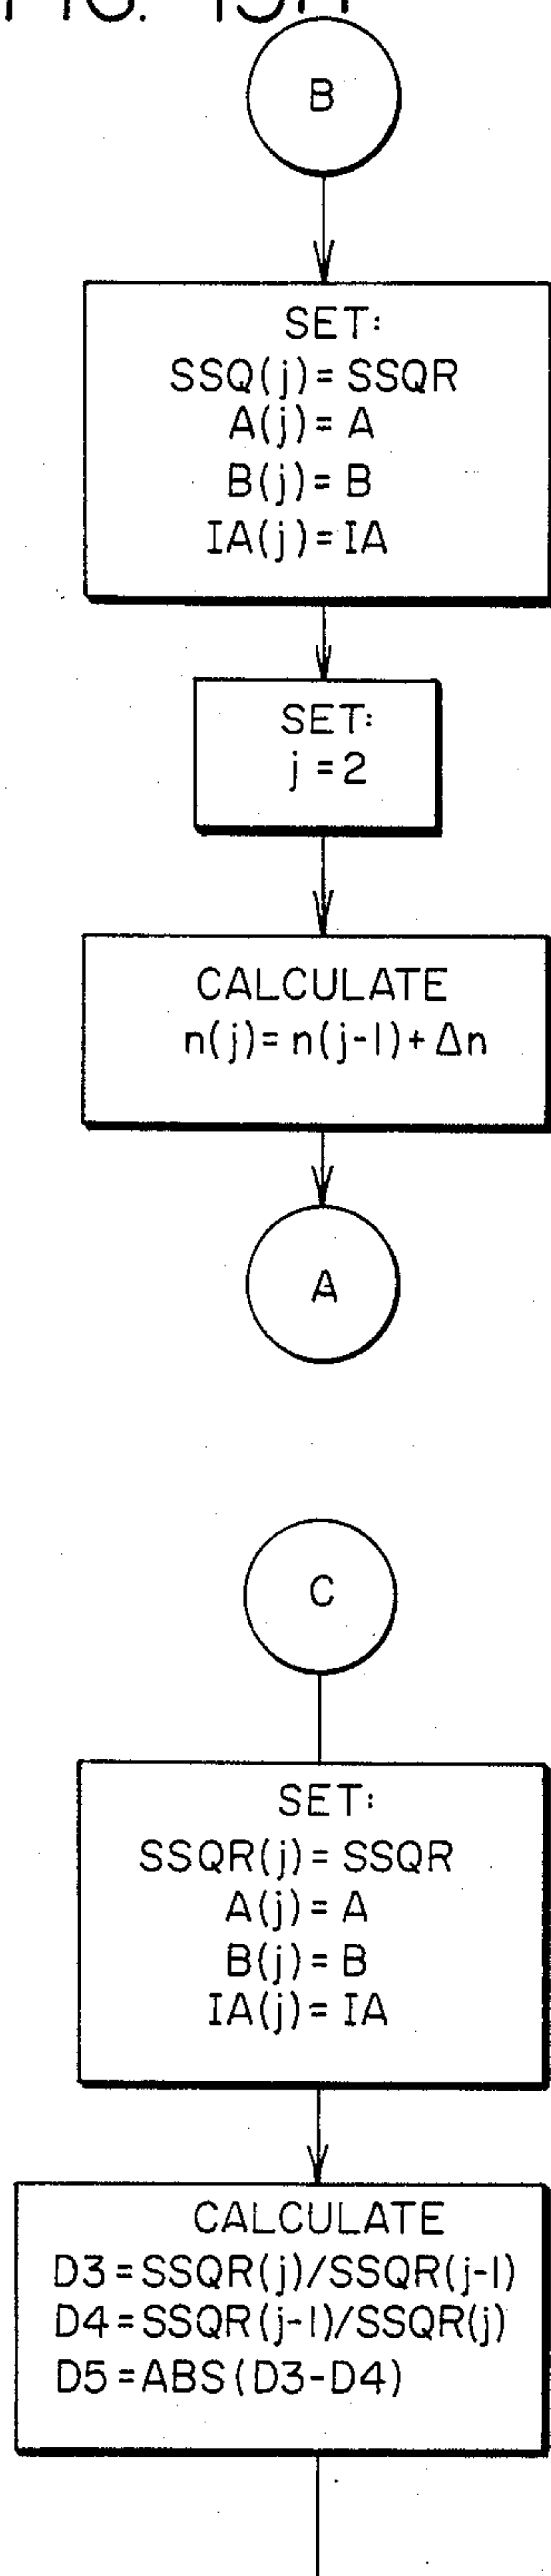 B
SET:
SSQ(j)= SSQR
A(j)= A
B(j)= B
IA(j)= IA
SET:
j = 2
CALCULATE
n(j)= n(j-1)+ Δn
A
C
SET:
SSQR(j)= SSQR
A(j)= A
B(j)= B
IA(j)= IA
CALCULATE
D3=SSQR(j)/SSQR(j-1)
D4=SSQR(j-1)/SSQR(j)
D5=ABS(D3-D4)